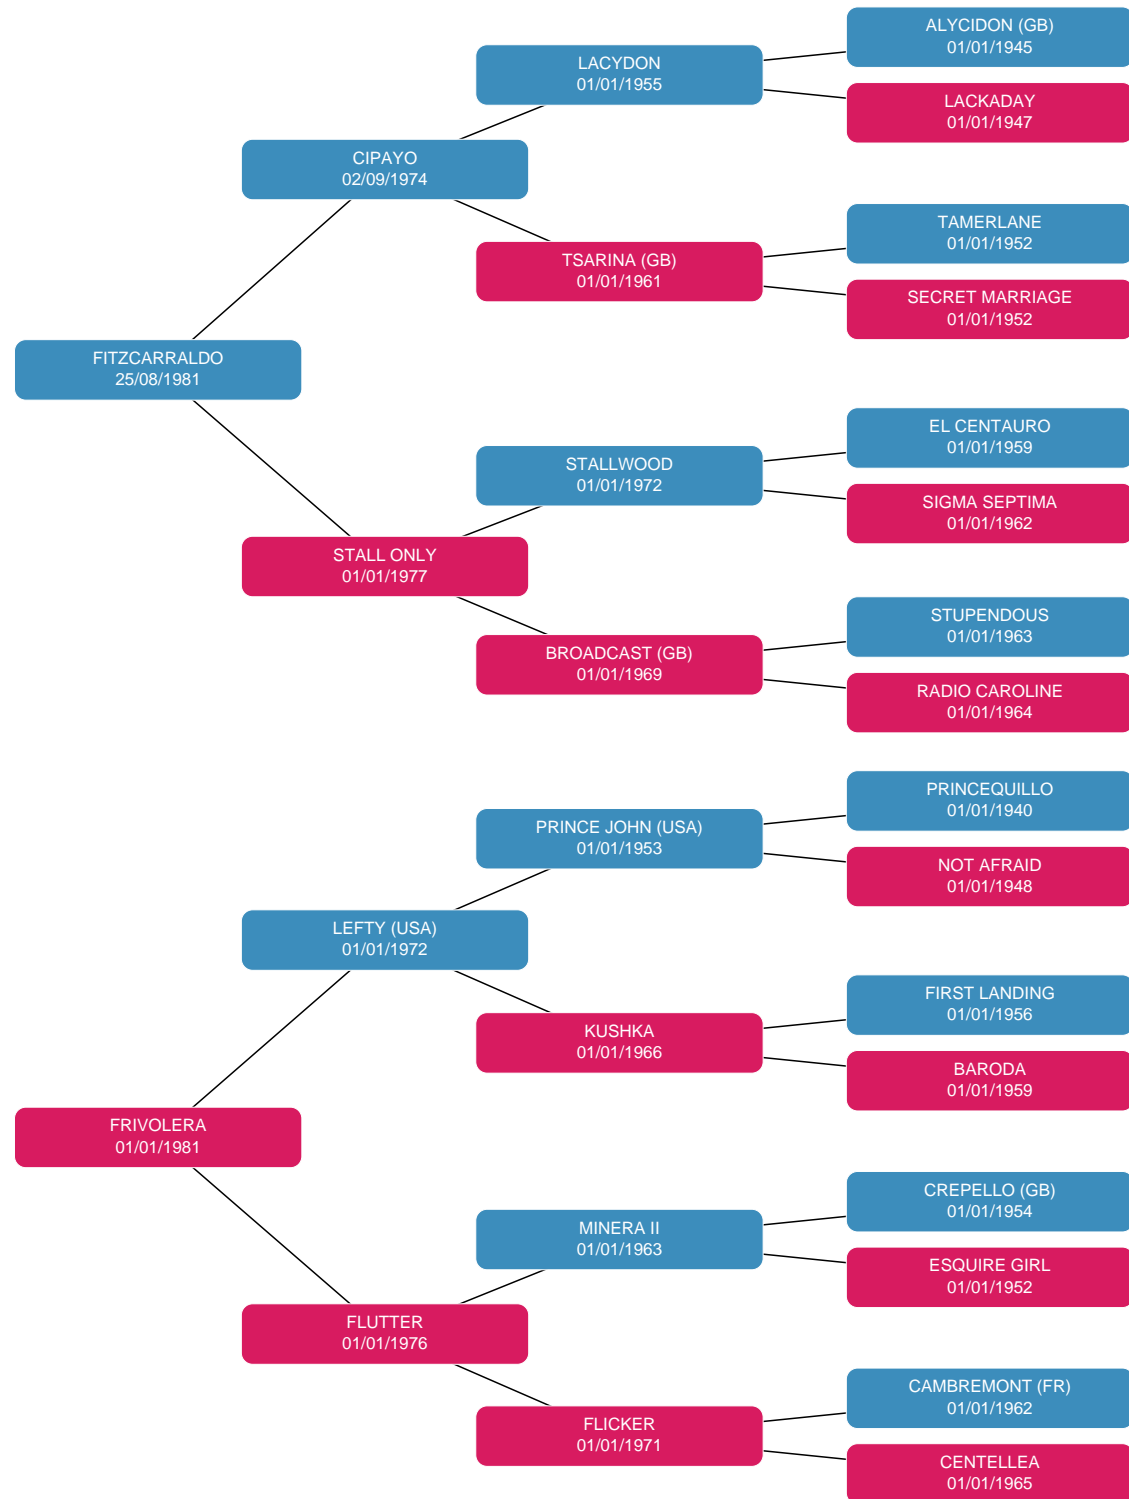 ALYCIDON (GB)
01/01/1945
LACYDON
01/01/1955
LACKADAY
01/01/1947
CIPAYO
02/09/1974
TAMERLANE
01/01/1952
TSARINA (GB)
01/01/1961
SECRET MARRIAGE
01/01/1952
FITZCARRALDO
25/08/1981
EL CENTAURO
01/01/1959
STALLWOOD
01/01/1972
SIGMA SEPTIMA
01/01/1962
STALL ONLY
01/01/1977
STUPENDOUS
01/01/1963
BROADCAST (GB)
01/01/1969
RADIO CAROLINE
01/01/1964
PRINCEQUILLO
01/01/1940
PRINCE JOHN (USA)
01/01/1953
NOT AFRAID
01/01/1948
LEFTY (USA)
01/01/1972
FIRST LANDING
01/01/1956
KUSHKA
01/01/1966
BARODA
01/01/1959
FRIVOLERA
01/01/1981
CREPELLO (GB)
01/01/1954
MINERA II
01/01/1963
ESQUIRE GIRL
01/01/1952
FLUTTER
01/01/1976
CAMBREMONT (FR)
01/01/1962
FLICKER
01/01/1971
CENTELLEA
01/01/1965